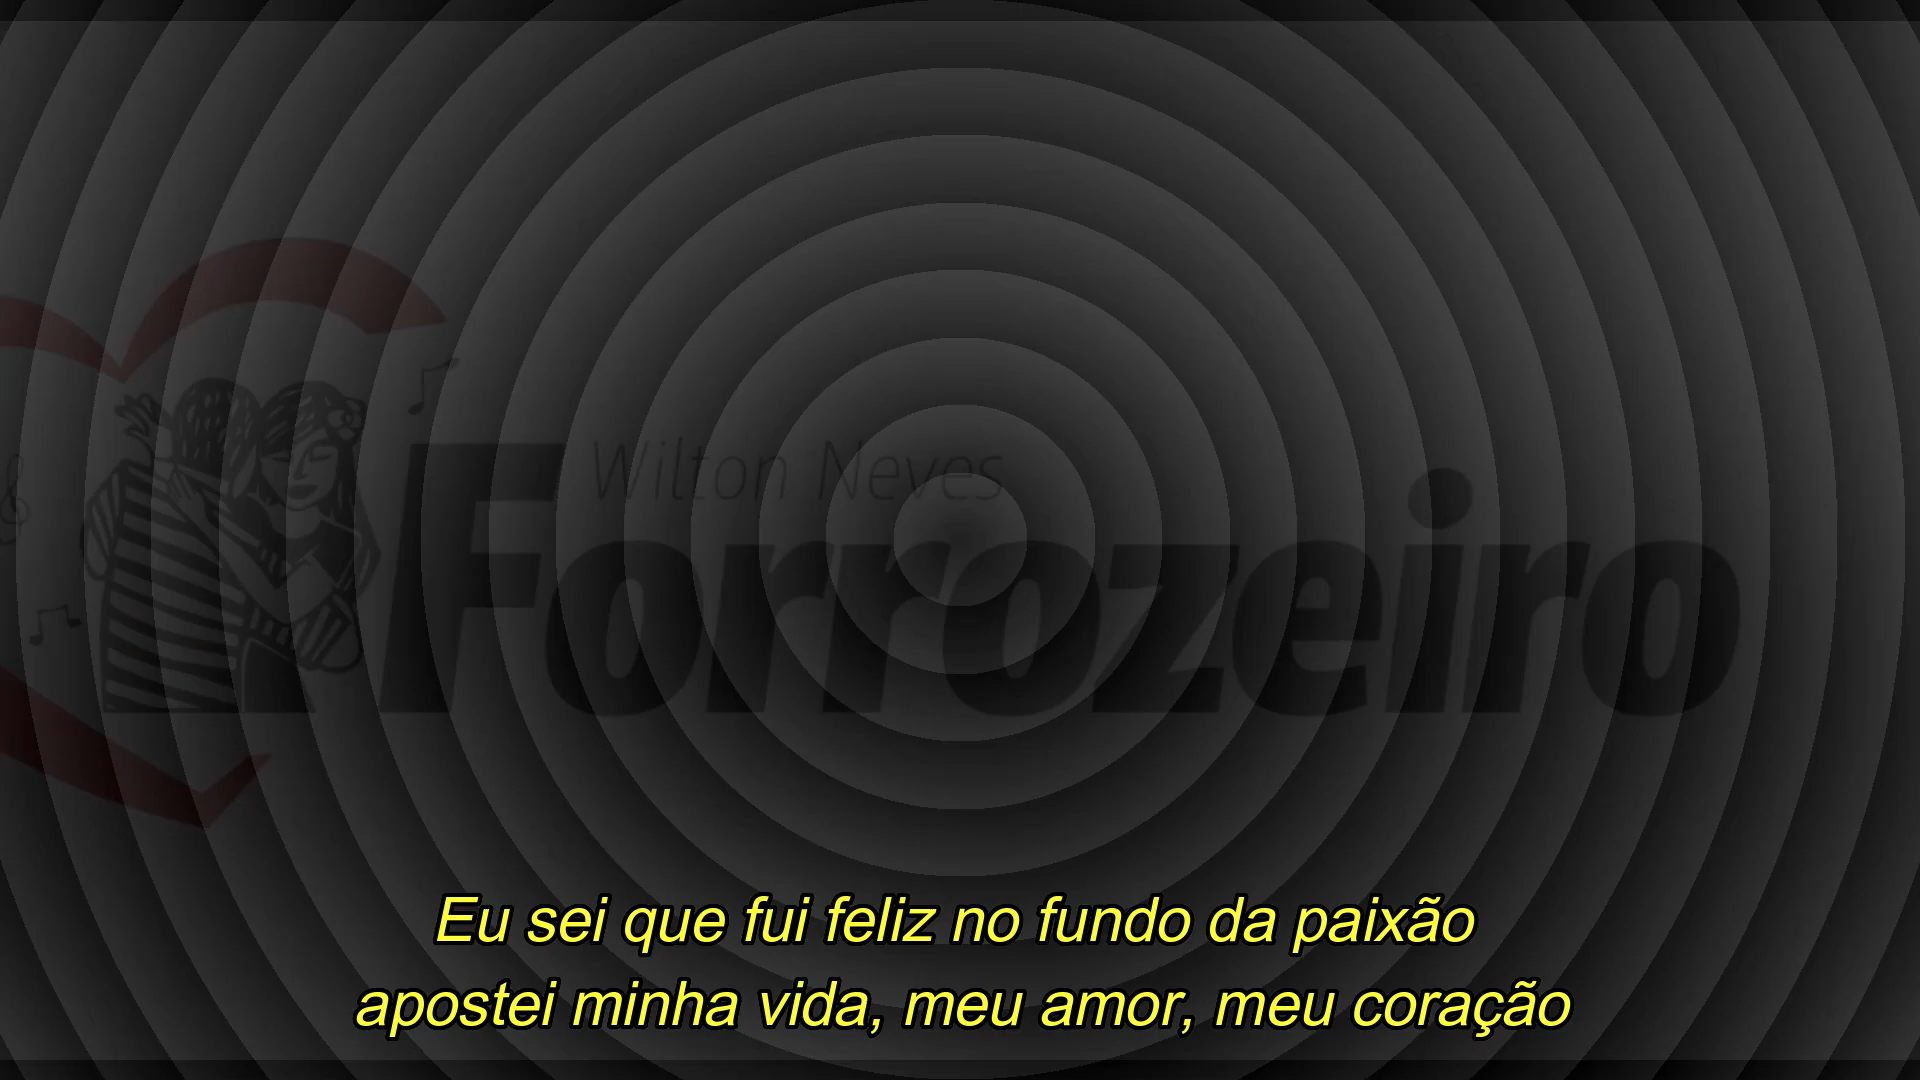 Wilton Neves
Forrozeiro
Eu sei que fui feliz no fundo da paixão
apostei minha vida, meu amor, meu coração